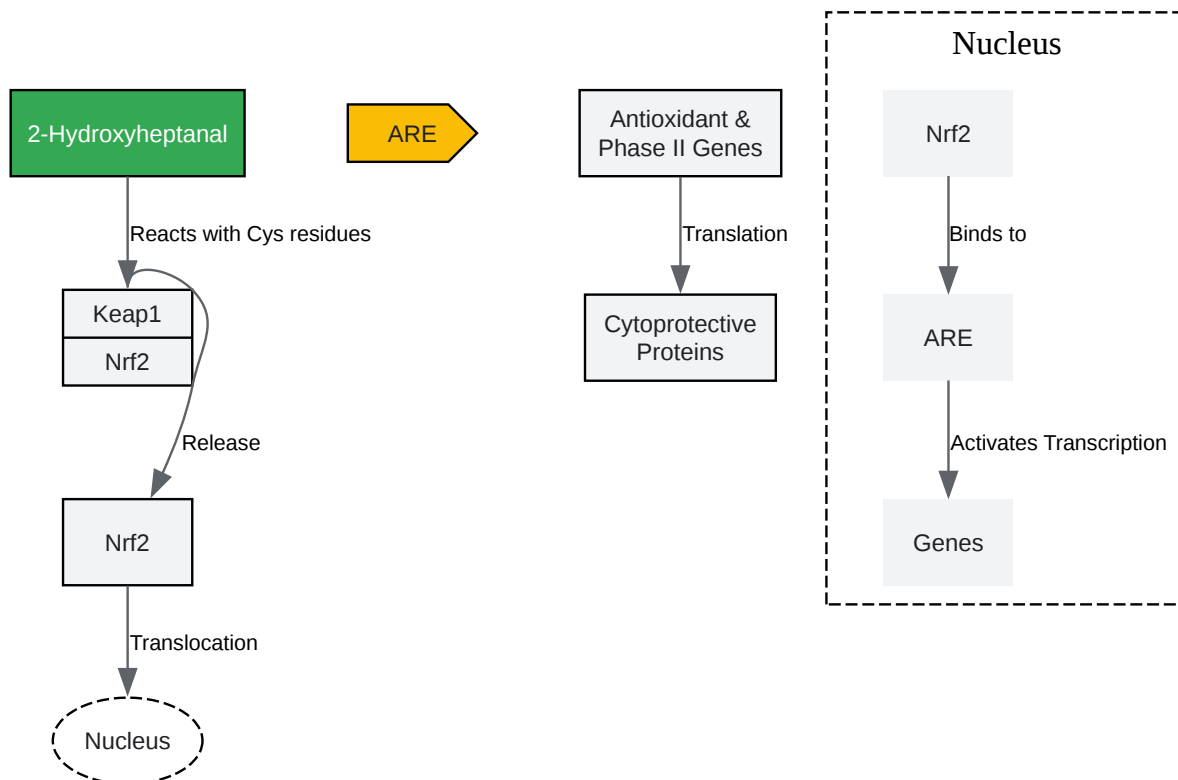 2-Hydroxyheptanal
Reacts with Cys residues
Keap1
Nrf2
Release
Nrf2
Translocation
Nucleus
ARE
Antioxidant &
Phase II Genes
Translation
Cytoprotective
Proteins
Nucleus
Nrf2
Binds to
ARE
Activates Transcription
Genes